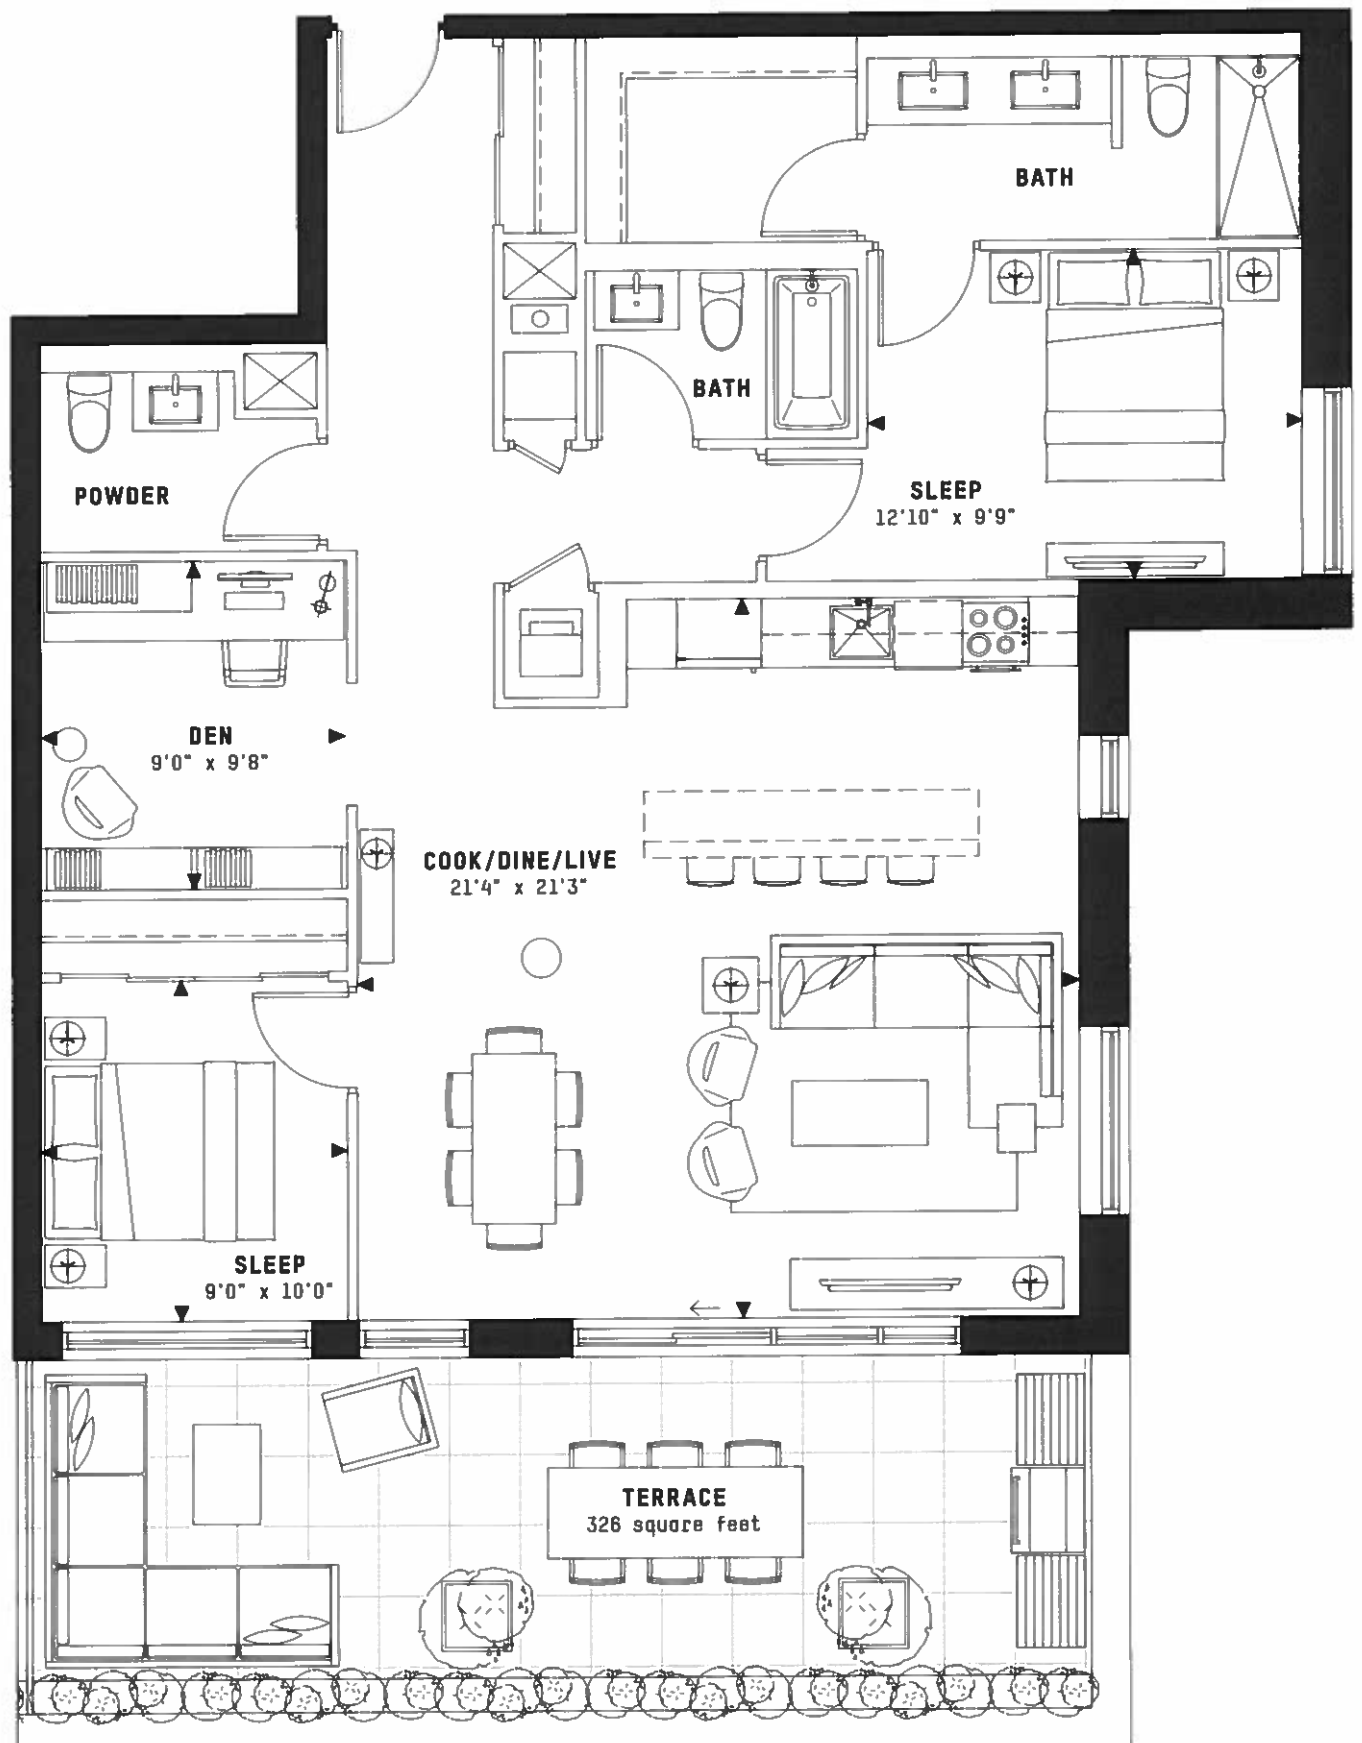 BATH
BATH
POWDER
SLEEP
12'10" x 9'9"
DEN
9'0" x 9'8"
COOK/DINE/LIVE
21'4" x 21'3"
SLEEP
9'0" x 10'0"
TERRACE
326 square feet